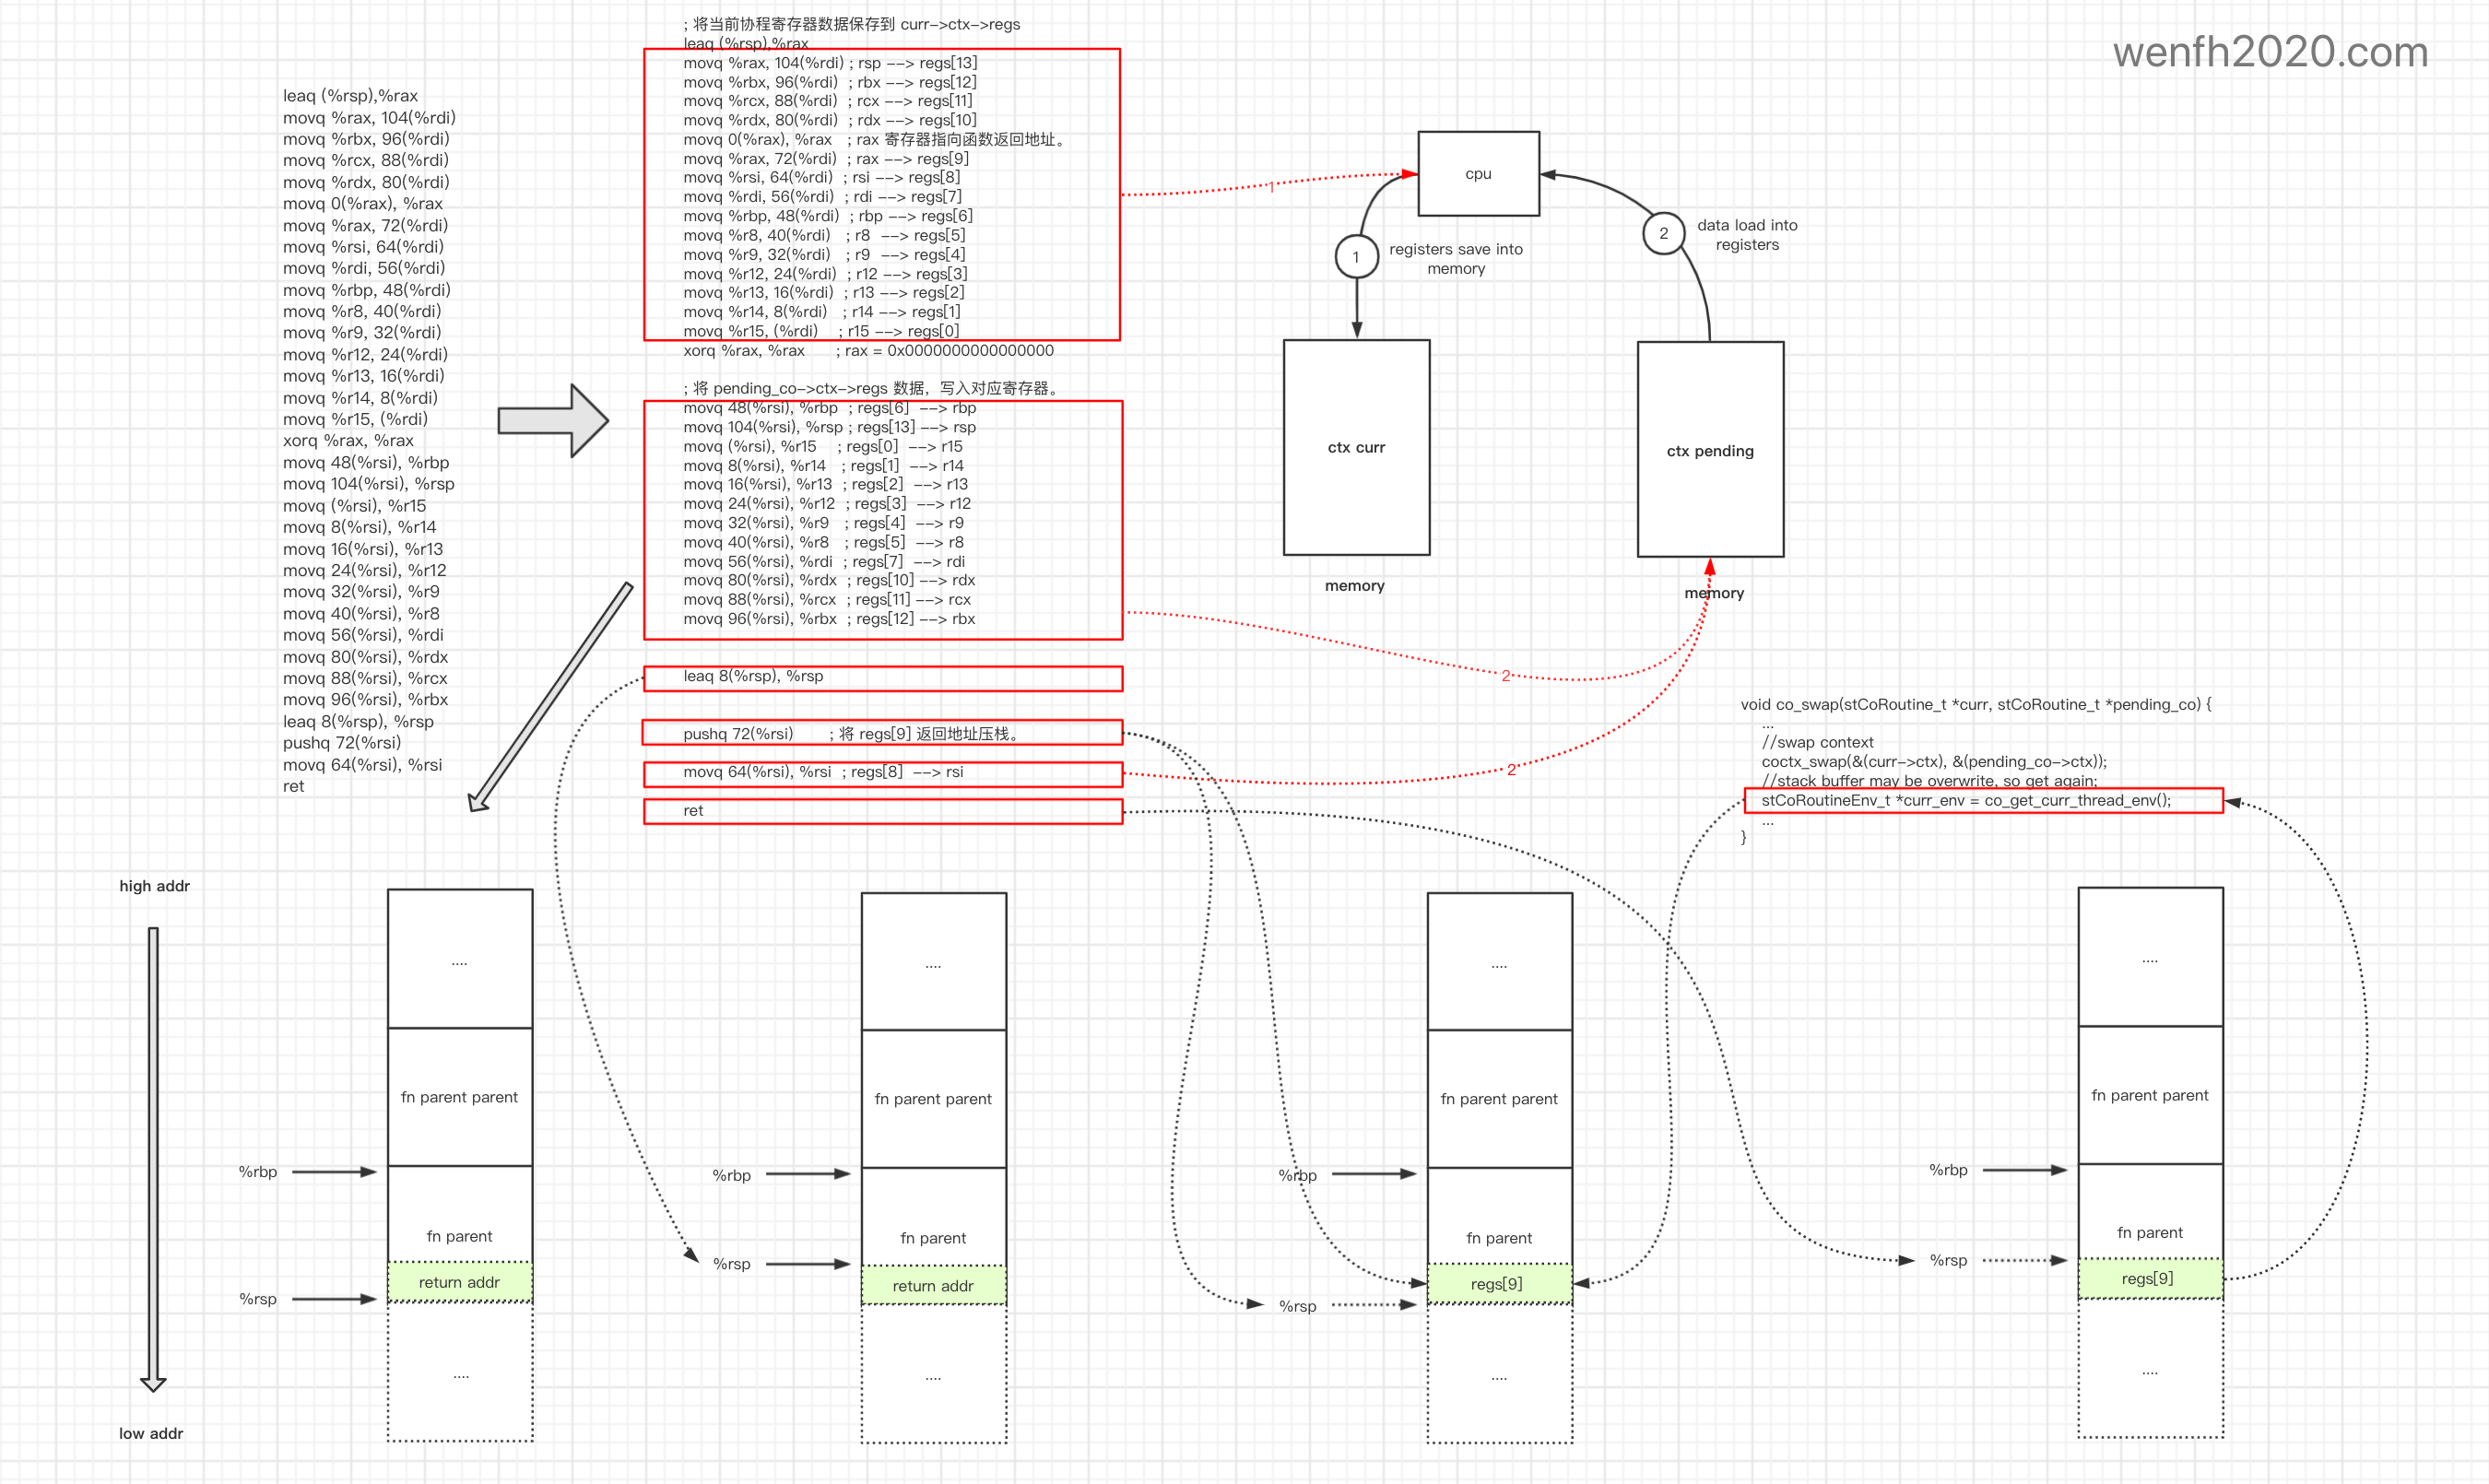 wenfh2020.com
leaq (%rsp),%rax
movq %rax, 104(%rdi)
movq %rbx, 96(%rdi)
movq %rcx, 88(%rdi)
movq %rdx, 80(%rdi)
movq 0(%rax), %rax
movq %rax, 72(%rdi)
movq %rsi, 64(%rdi)
movq %rdi, 56(%rdi)
movq %rbp, 48(%rdi)
movq %r8, 40(%rdi)
movq %r9, 32(%rdi)
movq %r12, 24(%rdi)
movq %r13, 16(%rdi)
movq %r14, 8(%rdi)
movq %r15, (%rdi)
xorq %rax, %rax
movq 48(%rsi), %rbp
movq 104(%rsi), %rsp
movq (%rsi), %r15
movq 8(%rsi), %r14
movq 16(%rsi), %r13
movq 24(%rsi), %r12
movq 32(%rsi), %r9
movq 40(%rsi), %r8
movq 56(%rsi), %rdi
movq 80(%rsi), %rdx
movq 88(%rsi), %rcx
movq 96(%rsi), %rbx
leaq 8(%rsp), %rsp
pushq 72(%rsi)
movq 64(%rsi), %rsi
ret
; 将当前协程寄存器数据保存到 curr->ctx->regs
leaq (%rsp),%rax
movq %rax, 104(%rdi) ; rsp --> regs[13]
movq %rbx, 96(%rdi) ; rbx --> regs[12]
movq %rcx, 88(%rdi) ; rcx --> regs[11]
movq %rdx, 80(%rdi) ; rdx --> regs[10]
movq 0(%rax), %rax ; rax 寄存器指向函数返回地址。
movq %rax, 72(%rdi) ; rax --> regs[9]
movq %rsi, 64(%rdi) ; rsi --> regs[8]
movq %rdi, 56(%rdi) ; rdi --> regs[7]
movq %rbp, 48(%rdi) ; rbp --> regs[6]
movq %r8, 40(%rdi) ; r8 --> regs[5]
movq %r9, 32(%rdi) ; r9 --> regs[4]
movq %r12, 24(%rdi) ; r12 --> regs[3]
movq %r13, 16(%rdi) ; r13 --> regs[2]
movq %r14, 8(%rdi) ; r14 --> regs[1]
movq %r15, (%rdi) ; r15 --> regs[0]
xorq %rax, %rax ; rax = 0x0000000000000000
; 将 pending_co->ctx->regs 数据，写入对应寄存器。
movq 48(%rsi), %rbp ; regs[6] --> rbp
movq 104(%rsi), %rsp ; regs[13] --> rsp
movq (%rsi), %r15 ; regs[0] --> r15
movq 8(%rsi), %r14 ; regs[1] --> r14
movq 16(%rsi), %r13 ; regs[2] --> r13
movq 24(%rsi), %r12 ; regs[3] --> r12
movq 32(%rsi), %r9 ; regs[4] --> r9
movq 40(%rsi), %r8 ; regs[5] --> r8
movq 56(%rsi), %rdi ; regs[7] --> rdi
movq 80(%rsi), %rdx ; regs[10] --> rdx
movq 88(%rsi), %rcx ; regs[11] --> rcx
movq 96(%rsi), %rbx ; regs[12] --> rbx
leaq 8(%rsp), %rsp
pushq 72(%rsi) ; 将 regs[9] 返回地址压栈。
movq 64(%rsi), %rsi ; regs[8] --> rsi
ret
1
cpu
1
registers save into
memory
2
data load into
registers
ctx curr
memory
ctx pending
memory
2
2
void co_swap(stCoRoutine_t *curr, stCoRoutine_t *pending_co) {
...
//swap context
coctx_swap(&(curr->ctx), &(pending_co->ctx));
//stack buffer may be overwrite, so get again;
stCoRoutineEnv_t *curr_env = co_get_curr_thread_env();
...
}
high addr
low addr
....
fn parent parent
%rbp
fn parent
return addr
%rsp
....
....
fn parent parent
%rbp
fn parent
%rsp
return addr
....
....
fn parent parent
%rbp
fn parent
regs[9]
%rsp
....
....
fn parent parent
%rbp
fn parent
%rsp
regs[9]
....